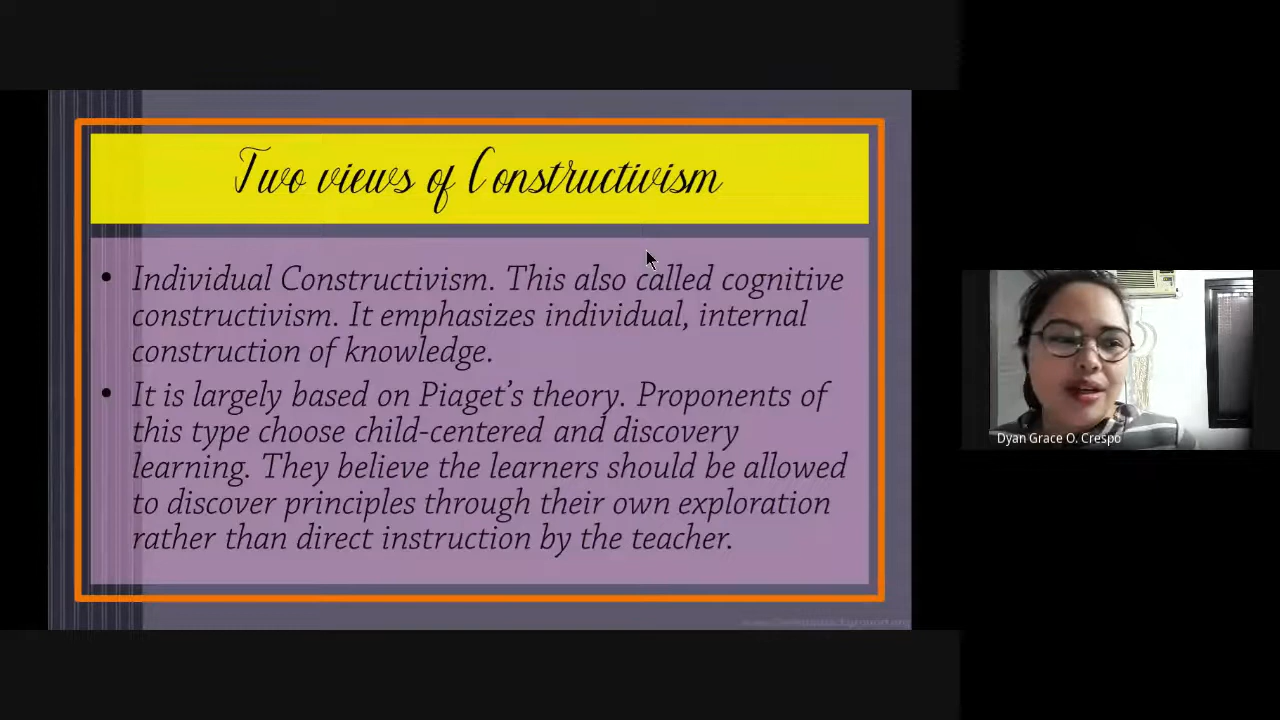 Two views of Constructivism
• Individual Constructivism. This also called cognitive
constructivism. It emphasizes individual, internal
construction of knowledge.
• It is largely based on Piaget’s theory. Proponents of
this type choose child-centered and discovery
learning. They believe the learners should be allowed
to discover principles through their own exploration
rather than direct instruction by the teacher.
Dyan Grace O. Crespo